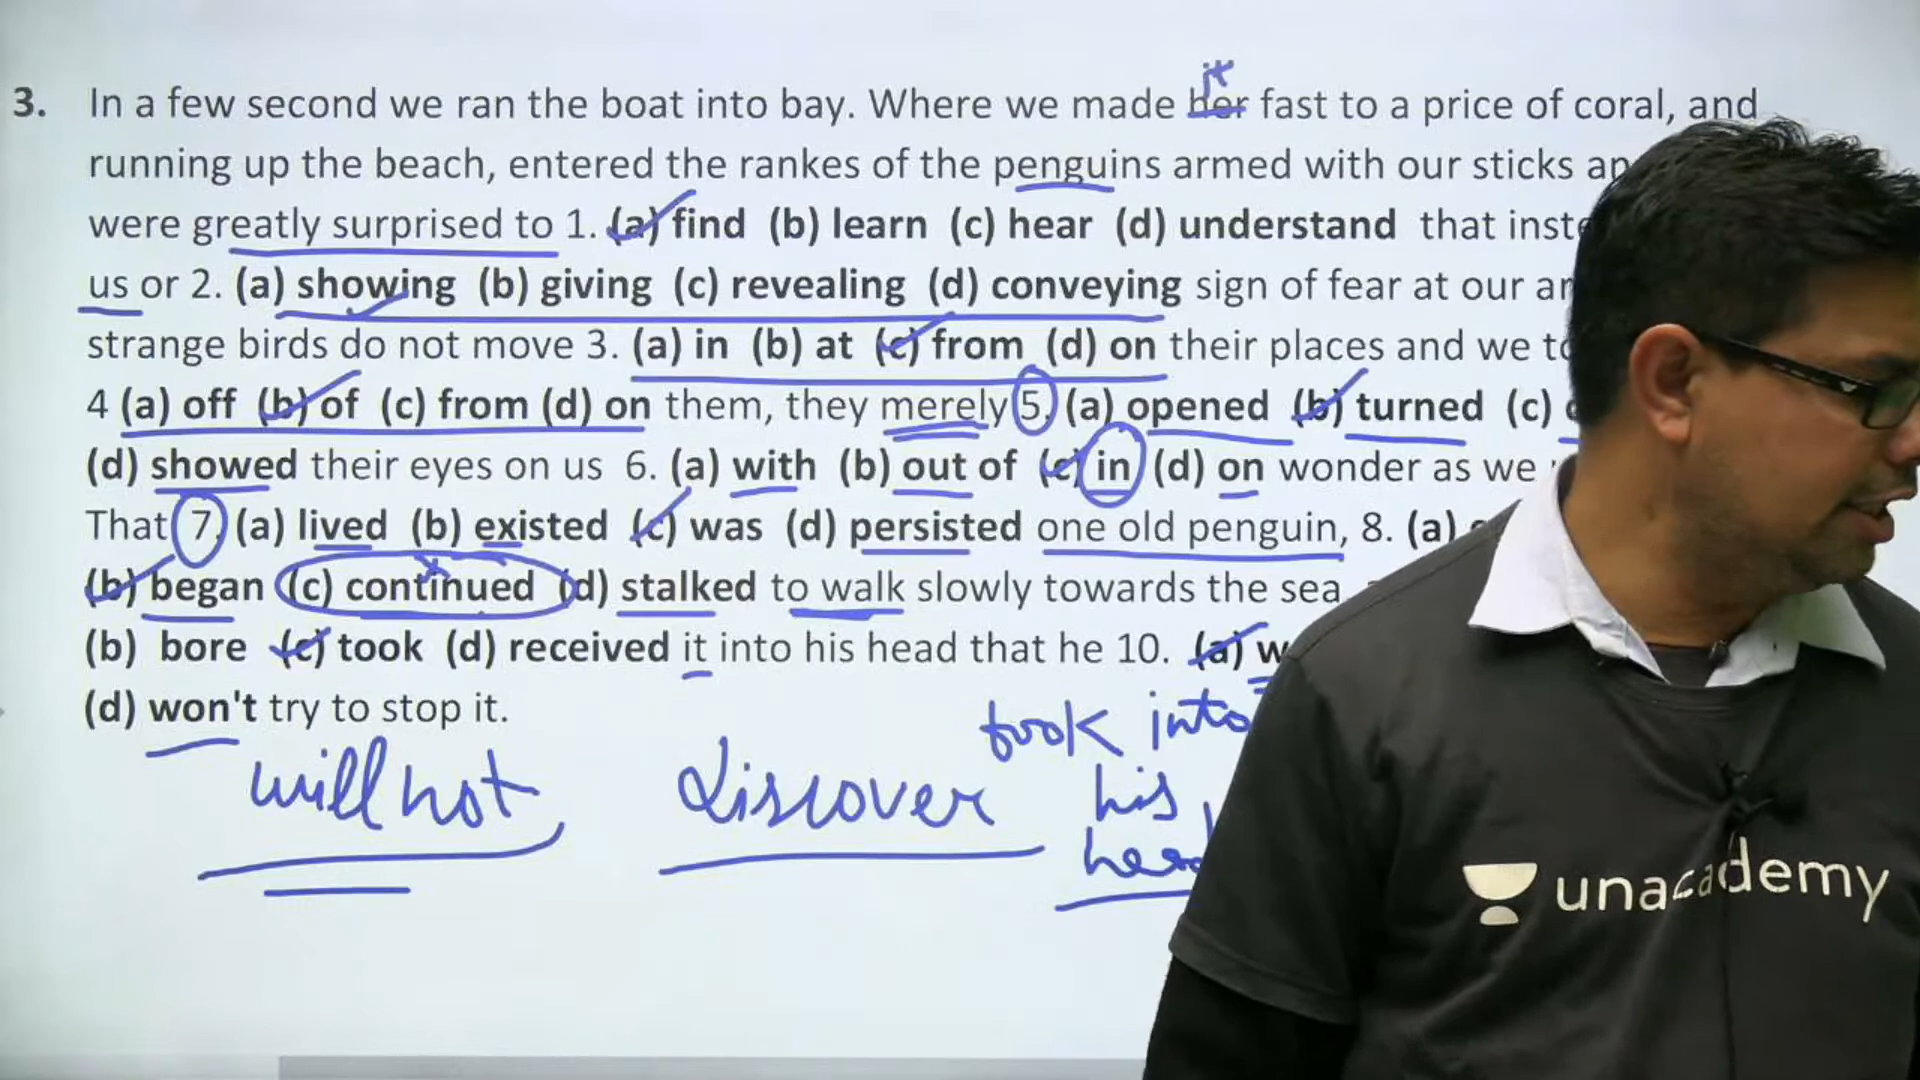 it
3. In a few second we ran the boat into bay. Where we made her fast to a price of coral, and
running up the beach, entered the rankes of the penguins armed with our sticks
were greatly surprised to 1. (a) find (b) learn (c) hear (d) understand that
us or 2. (a) showing (b) giving (c) revealing (d) conveying sign of fear at our
strange birds do not move 3. (a) in (b) at (c) from (d) on their places and we
4 (a) off (b) of (c) from (d) on them, they merely 5. (a) opened (b) turned (c)
(d) showed their eyes on us 6. (a) with (b) out of (c) in (d) on wonder as we
That 7. (a) lived (b) existed (c) was (d) persisted one old penguin, 8. (a)
(b) began (c) continued (d) stalked to walk slowly towards the sea
(b) bore (c) took (d) received it into his head that he 10. (a)
(d) won't try to stop it.
took into
will not discover his
head
unacademy